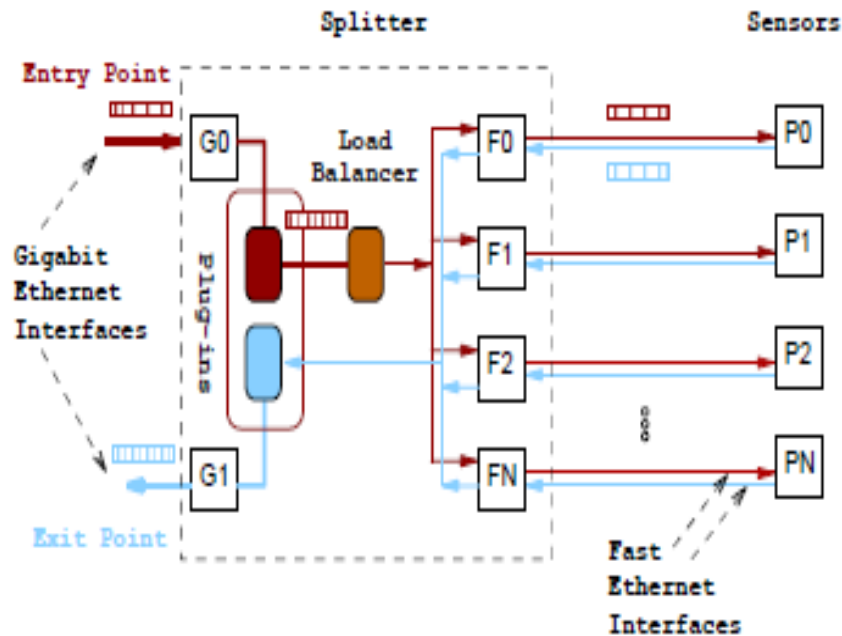 Splitter
Sensors
Entry Point
G0
Load
Balancer
F0
P0
Gigabit
Ethernet
Interfaces
Plug-ins
F1
P1
F2
P2
G1
FN
PN
Exit Point
Fast
Ethernet
Interfaces